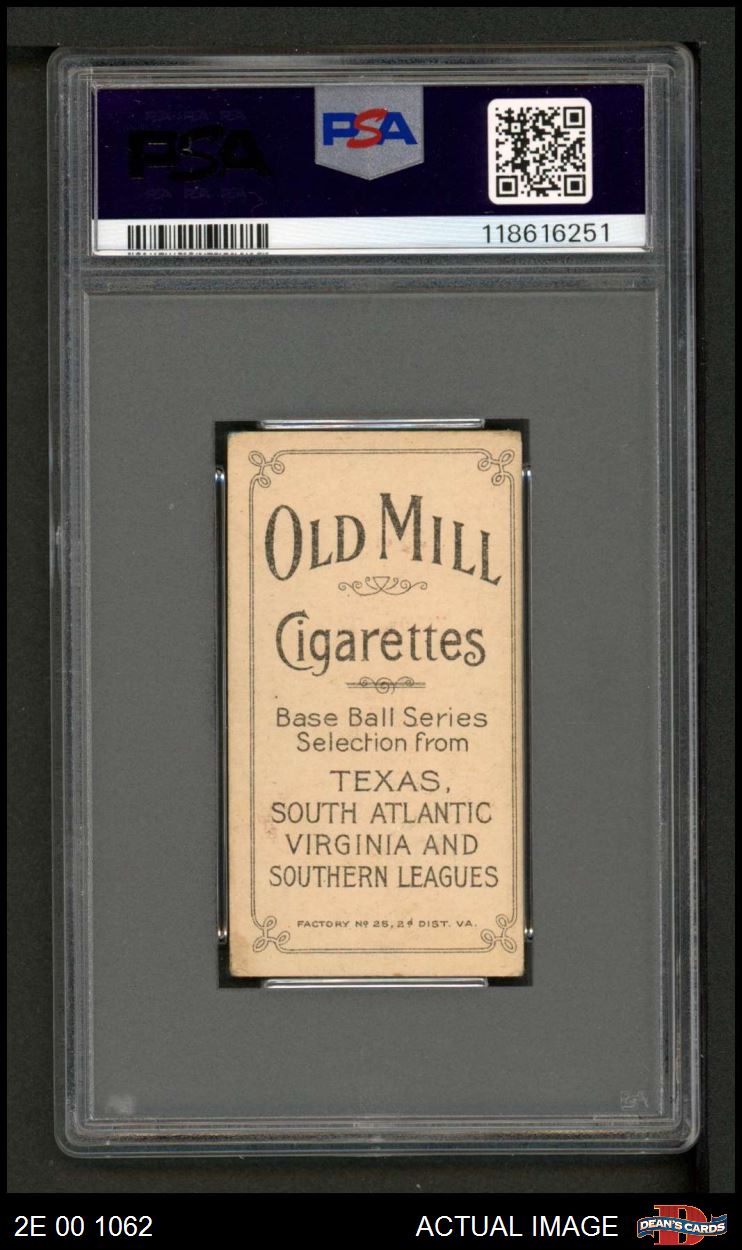 PSA
PSA
118616251
OLD MILL
Cigarettes
Base Ball Series
Selection from
TEXAS,
SOUTH ATLANTIC
VIRGINIA AND
SOUTHERN LEAGUES
FACTORY Nº 25, 2d DIST. VA.
2E 00 1062
ACTUAL IMAGE
DEAN'S CARDS